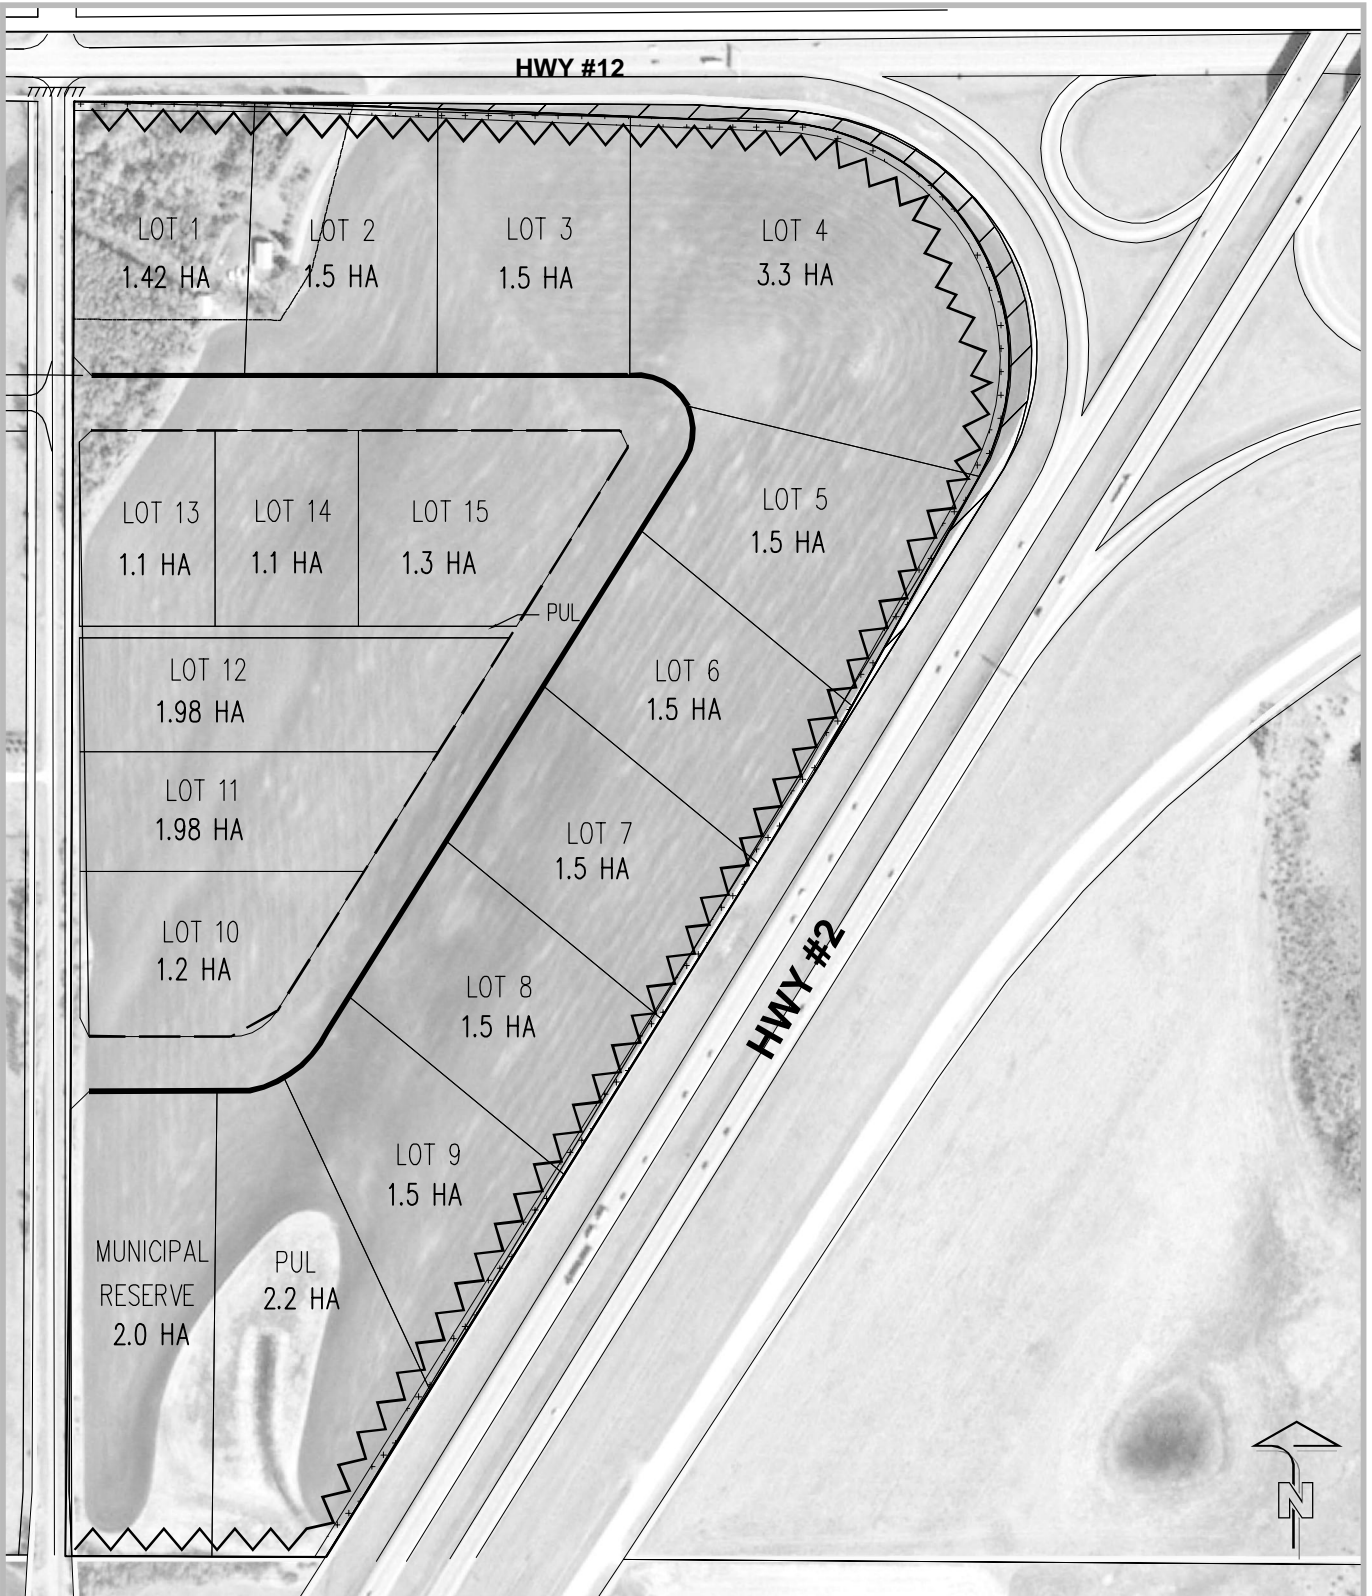 HWY #12
LOT 1
1.42 HA
LOT 2
1.5 HA
LOT 3
1.5 HA
LOT 4
3.3 HA
LOT 5
1.5 HA
LOT 13
1.1 HA
LOT 14
1.1 HA
LOT 15
1.3 HA
PUL
LOT 12
1.98 HA
LOT 6
1.5 HA
LOT 11
1.98 HA
LOT 7
1.5 HA
LOT 10
1.2 HA
LOT 8
1.5 HA
HWY #2
LOT 9
1.5 HA
MUNICIPAL
RESERVE
2.0 HA
PUL
2.2 HA
N